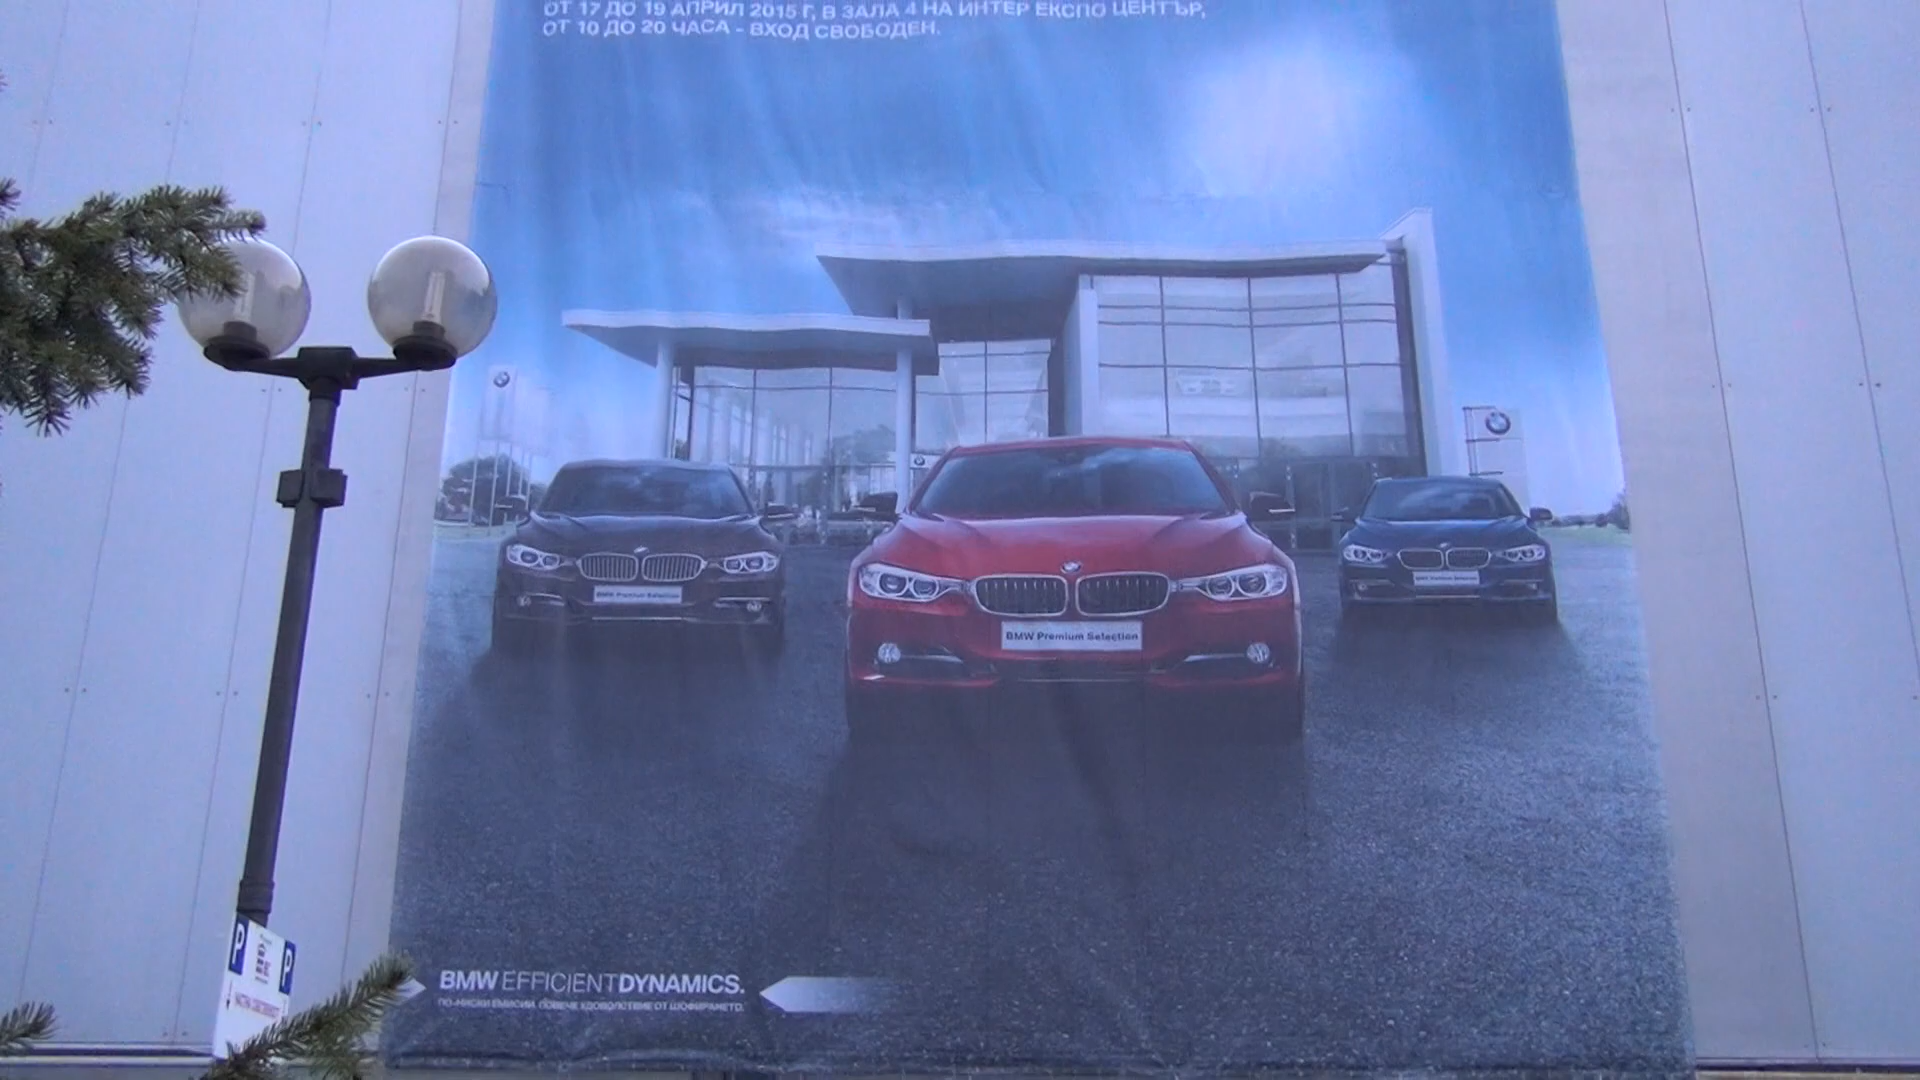 ОТ 17 ДО 19 АПРИЛ 2015 Г, В ЗАЛА 4 НА ИНТЕР ЕКСПО ЦЕНТЪР,
ОТ 10 ДО 20 ЧАСА - ВХОД СВОБОДЕН.
BMW Premium Selection
BMW Premium Selection
BMW Premium Selection
P
P
BMW EFFICIENTDYNAMICS.
ПО-НИСКИ ЕМИСИИ. ПОВЕЧЕ УДОВОЛСТВИЕ ОТ ШОФИРАНЕТО.